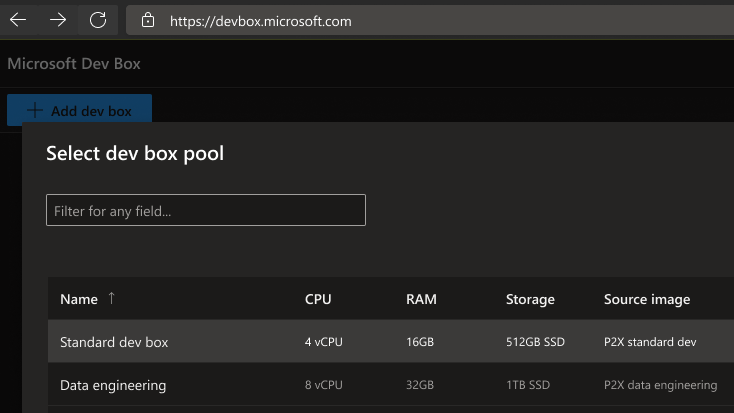 https://devbox.microsoft.com
Microsoft Dev Box
+ Add dev box
Select dev box pool
Filter for any field...
Name ↑ CPU RAM Storage Source image
Standard dev box 4 vCPU 16GB 512GB SSD P2X standard dev
Data engineering 8 vCPU 32GB 1TB SSD P2X data engineering